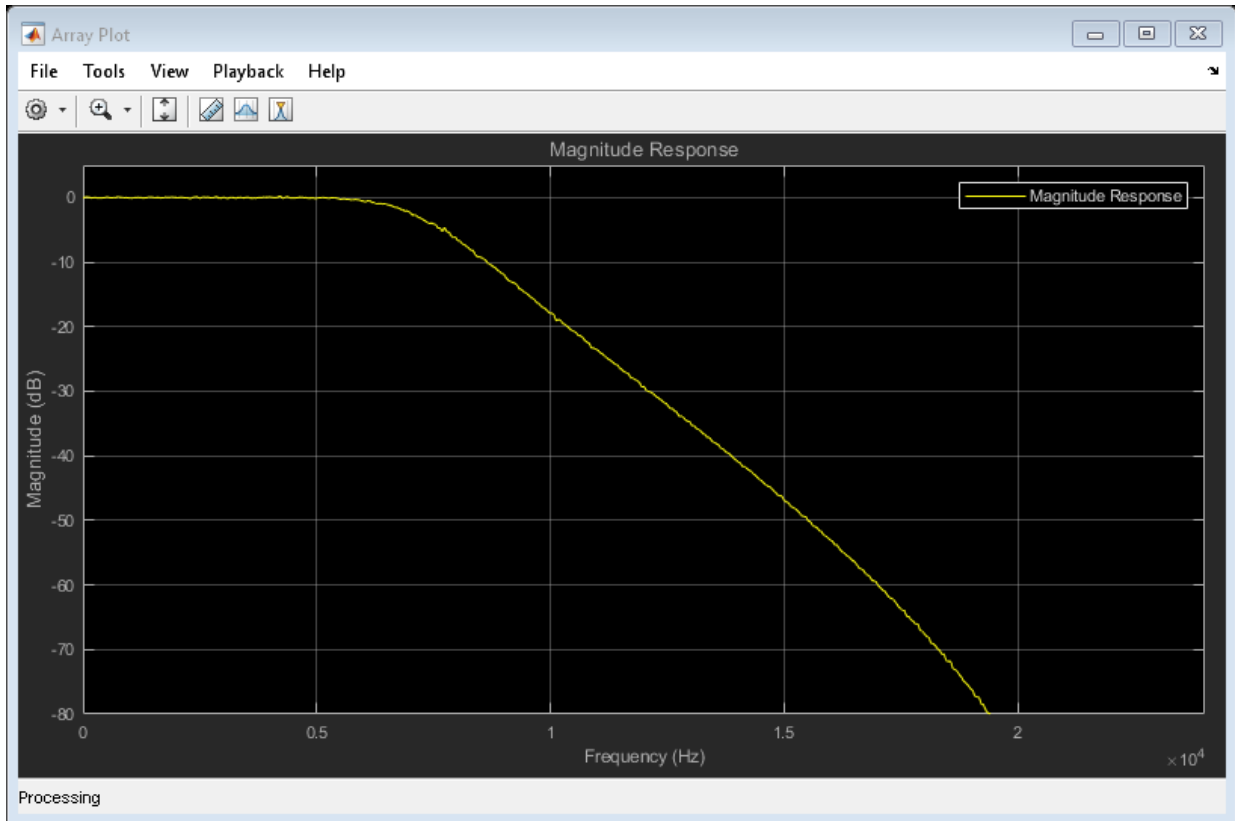 Array Plot
File Tools View Playback Help
Magnitude Response
Magnitude Response
0
-10
-20
-30
-40
-50
-60
-70
-80
Magnitude (dB)
0 0.5 1 1.5 2
Frequency (Hz)
×10⁴
Processing